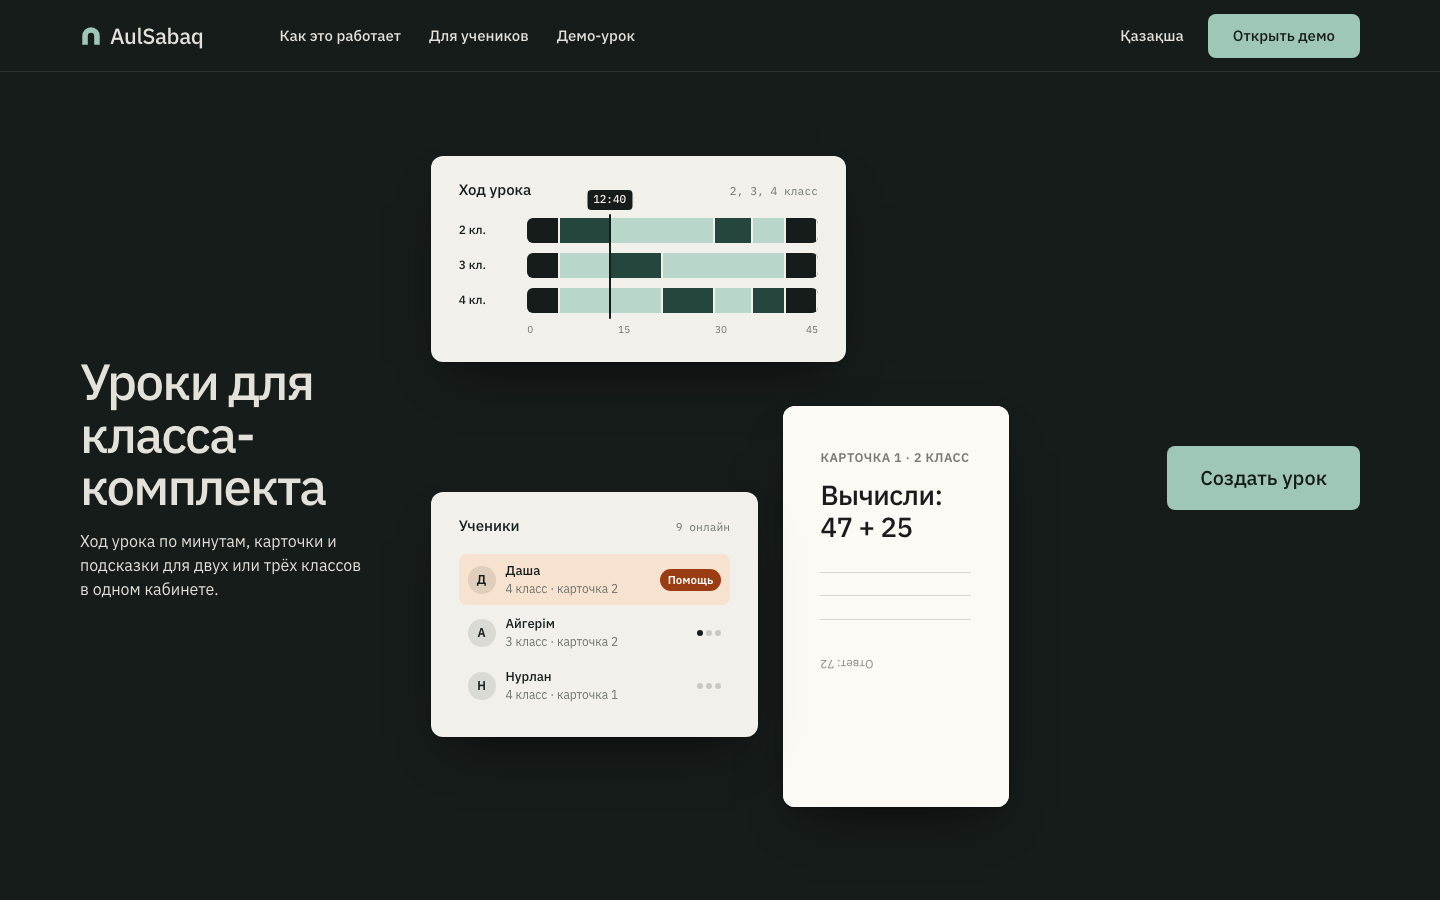 AulSabaq
Как это работает
Для учеников
Демо-урок
Қазақша
Открыть демо
Уроки для
класса-
комплекта
Ход урока по минутам, карточки и
подсказки для двух или трёх классов
в одном кабинете.
Ход урока
2, 3, 4 класс
12:40
2 кл.
3 кл.
4 кл.
0 15 30 45
Ученики
9 онлайн
Д
Даша
4 класс · карточка 2
Помощь
А
Айгерім
3 класс · карточка 2
Н
Нурлан
4 класс · карточка 1
КАРТОЧКА 1 · 2 КЛАСС
Вычисли:
47 + 25
Ответ: 72
Создать урок